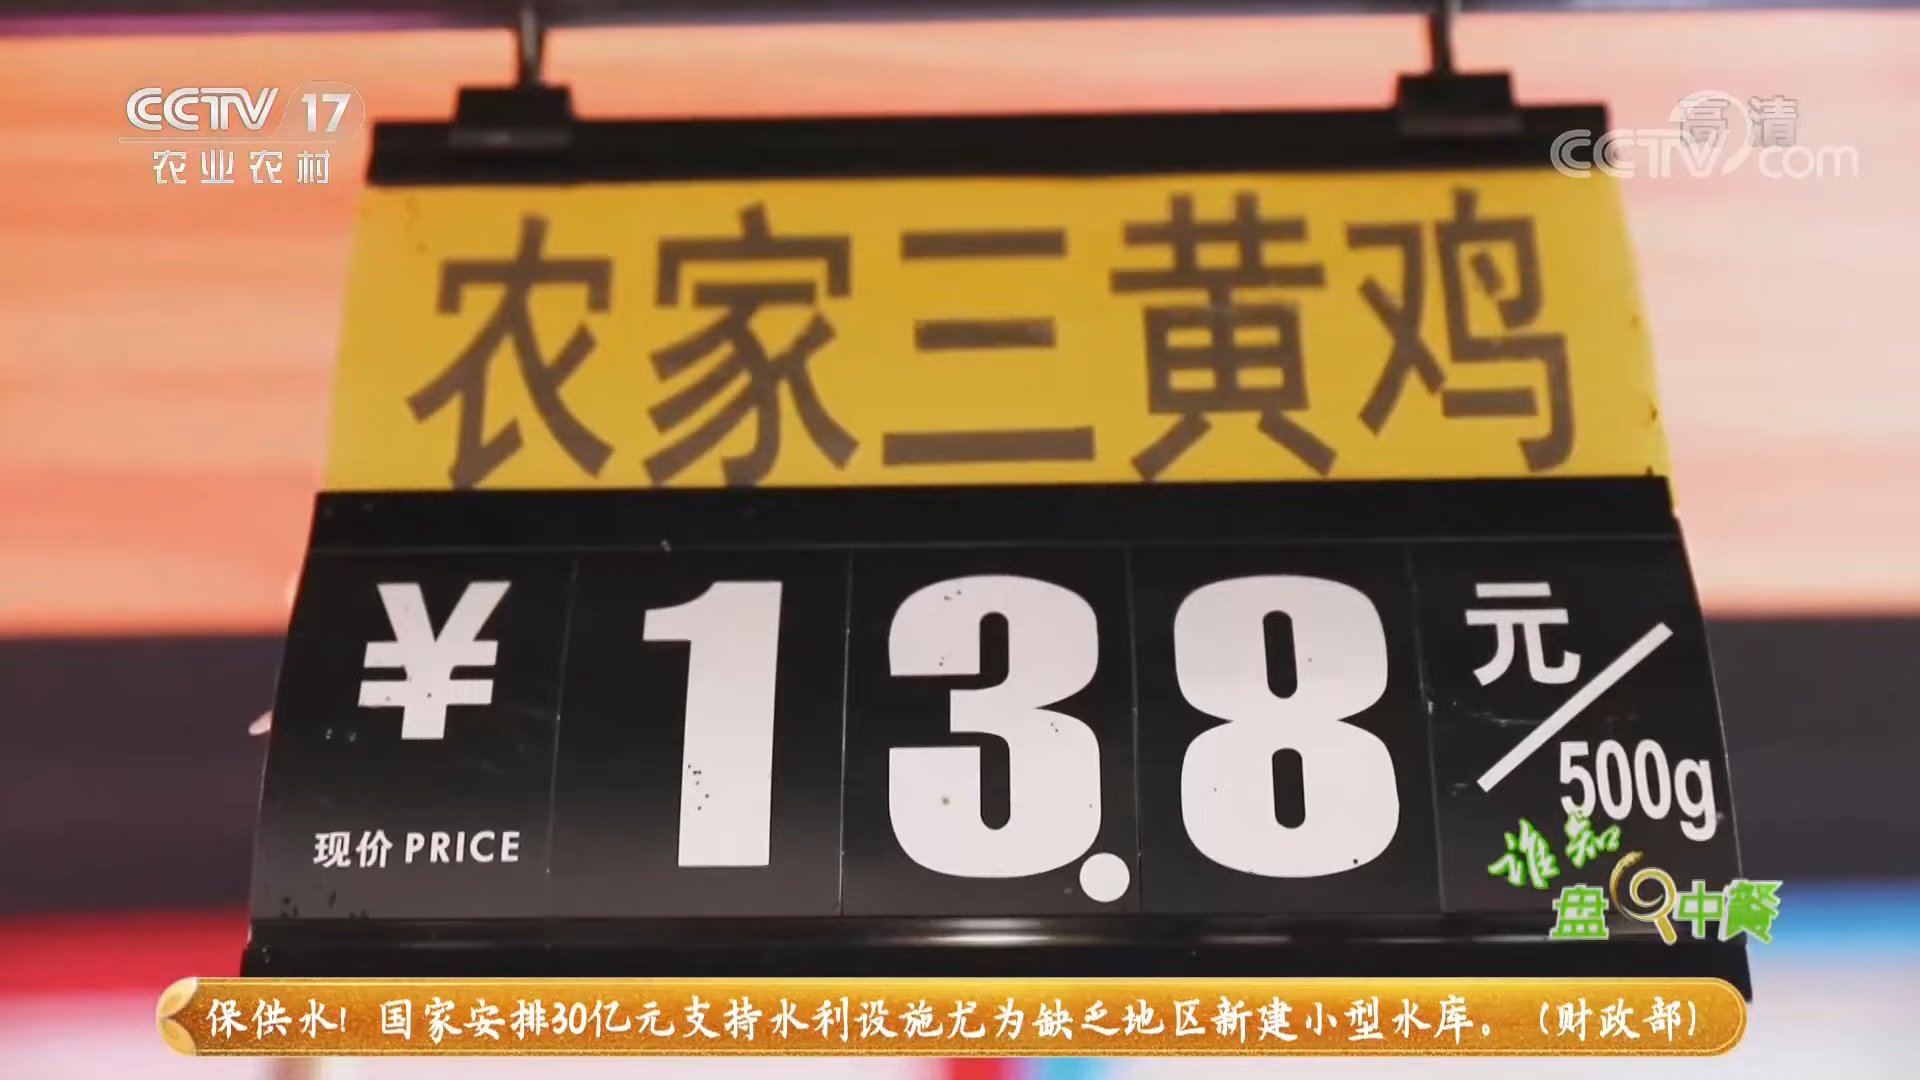 CCTV 17
农业农村
高清
CCTV.com
农家三黄鸡
¥ 13.8 元/500g
现价 PRICE
谁知
盘中餐
保供水! 国家安排30亿元支持水利设施尤为缺乏地区新建小型水库。(财政部)